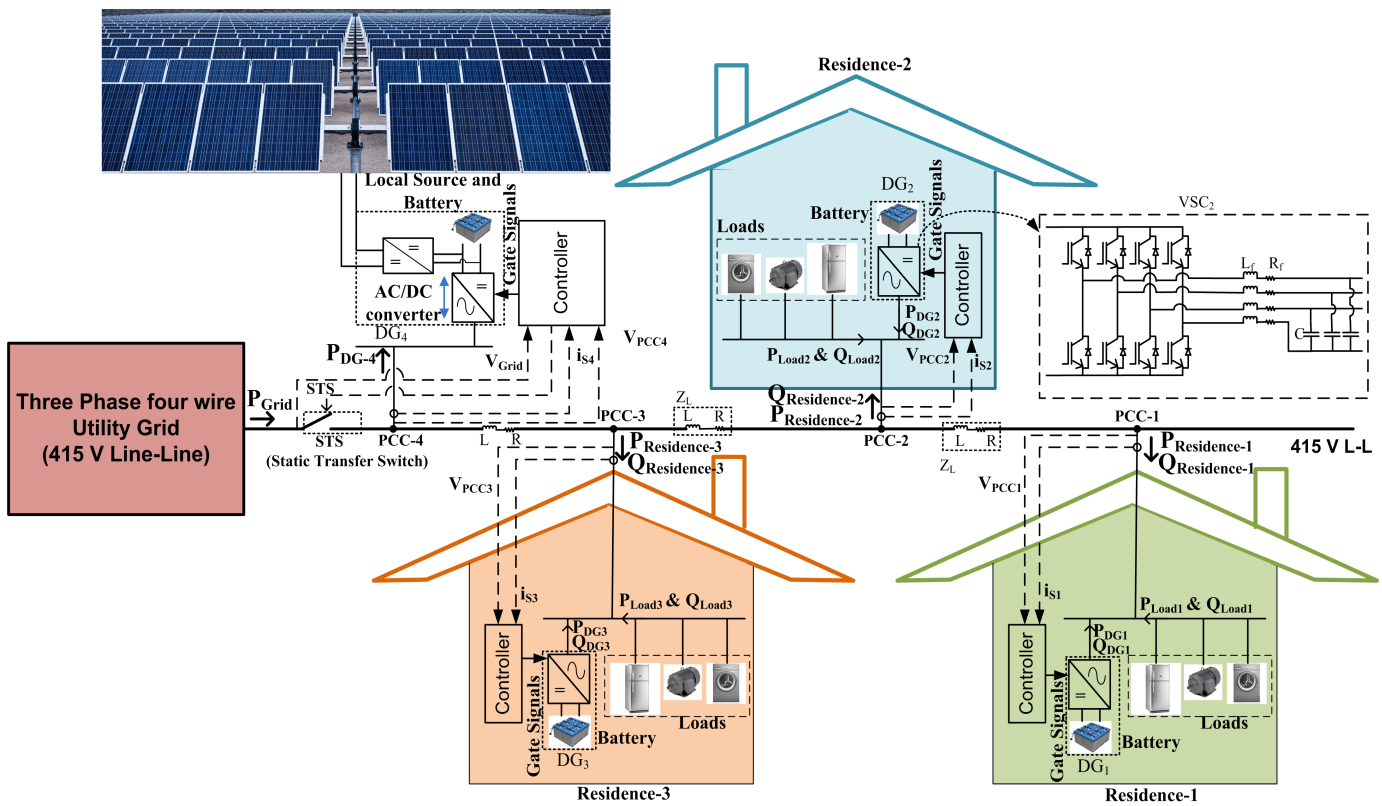 Residence-2
Local Source and
Battery
Gate Signals
Controller
AC/DC
converter
DG4
PDG-4
VGrid
iS4
VPCC4
DG2
Battery
Gate Signals
Controller
Loads
PDG2
QDG2
PLoad2 & QLoad2
VPCC2
iS2
VSC2
Lf
Rf
C
Three Phase four wire
Utility Grid
(415 V Line-Line)
PGrid
STS
STS
(Static Transfer Switch)
PCC-4
L
R
PCC-3
ZL
L
R
QResidence-2
PResidence-2
PCC-2
L
R
ZL
PCC-1
415 V L-L
PResidence-3
QResidence-3
PResidence-1
QResidence-1
VPCC3
iS3
Controller
Gate Signals
PLoad3 & QLoad3
PDG3
QDG3
Battery
DG3
Loads
Residence-3
VPCC1
iS1
Controller
Gate Signals
PLoad1 & QLoad1
PDG1
QDG1
Battery
DG1
Loads
Residence-1